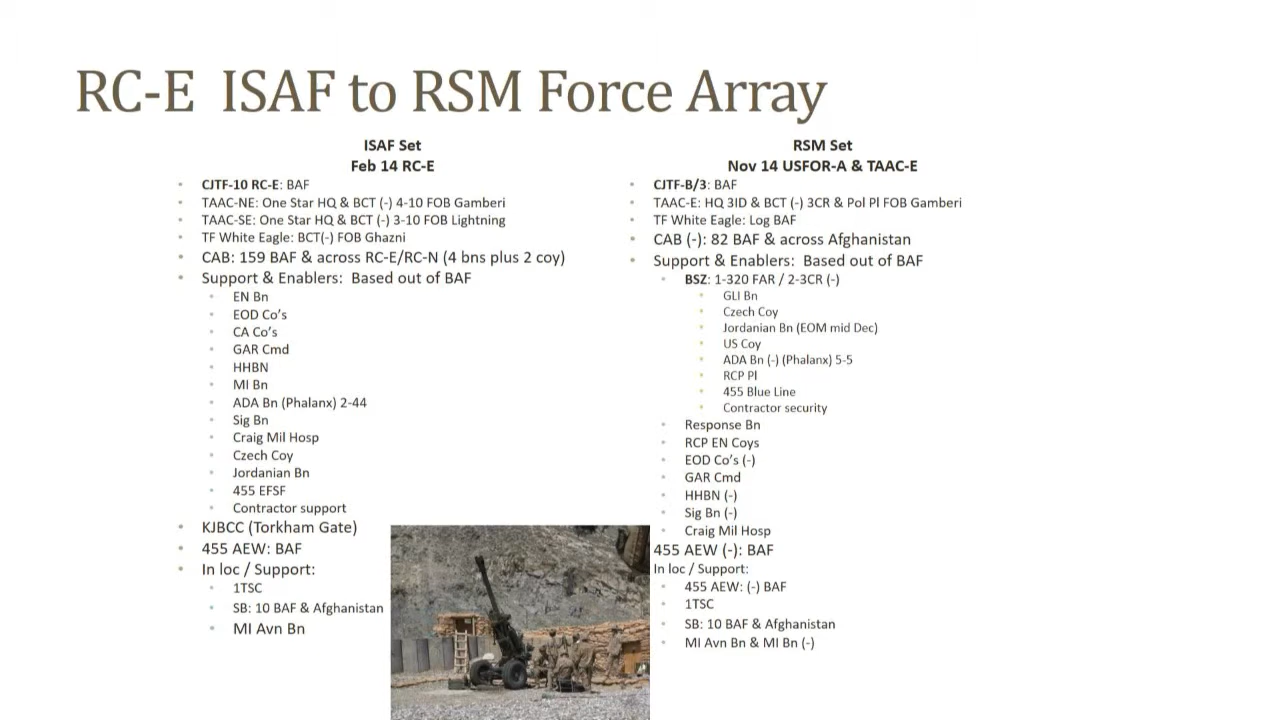 RC-E ISAF to RSM Force Array
ISAF Set
Feb 14 RC-E
CJTF-10 RC-E: BAF
TAAC-NE: One Star HQ & BCT (-) 4-10 FOB Gamberi
TAAC-SE: One Star HQ & BCT (-) 3-10 FOB Lightning
TF White Eagle: BCT(-) FOB Ghazni
CAB: 159 BAF & across RC-E/RC-N (4 bns plus 2 coy)
Support & Enablers: Based out of BAF
EN Bn
EOD Co's
CA Co's
GAR Cmd
HHBN
MI Bn
ADA Bn (Phalanx) 2-44
Sig Bn
Craig Mil Hosp
Czech Coy
Jordanian Bn
455 EFSF
Contractor support
KJBCC (Torkham Gate)
455 AEW: BAF
In loc / Support:
1TSC
SB: 10 BAF & Afghanistan
MI Avn Bn
RSM Set
Nov 14 USFOR-A & TAAC-E
CJTF-B/3: BAF
TAAC-E: HQ 3ID & BCT (-) 3CR & Pol Pl FOB Gamberi
TF White Eagle: Log BAF
CAB (-): 82 BAF & across Afghanistan
Support & Enablers: Based out of BAF
BSZ: 1-320 FAR / 2-3CR (-)
GLI Bn
Czech Coy
Jordanian Bn (EOM mid Dec)
US Coy
ADA Bn (-) (Phalanx) 5-5
RCP Pl
455 Blue Line
Contractor security
Response Bn
RCP EN Coys
EOD Co's (-)
GAR Cmd
HHBN (-)
Sig Bn (-)
Craig Mil Hosp
455 AEW (-): BAF
In loc / Support:
455 AEW: (-) BAF
1TSC
SB: 10 BAF & Afghanistan
MI Avn Bn & MI Bn (-)